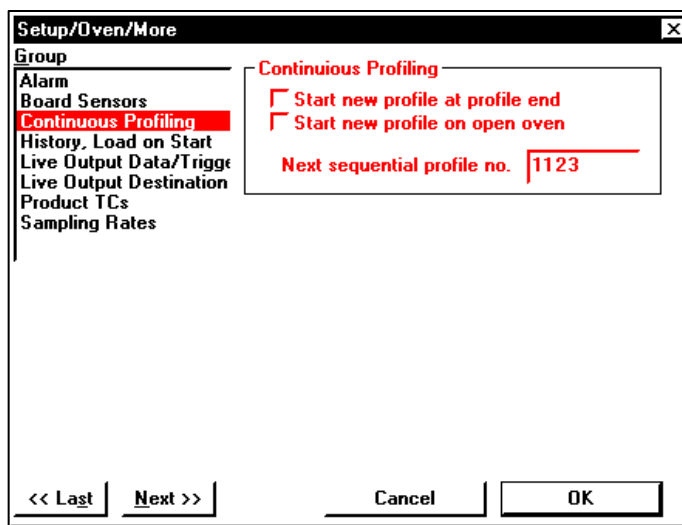 Setup/Oven/More
Group
Alarm
Board Sensors
Continuous Profiling
History, Load on Start
Live Output Data/Trigge
Live Output Destination
Product TCs
Sampling Rates
Continuious Profiling
Start new profile at profile end
Start new profile on open oven
Next sequential profile no. 1123
<< Last Next >> Cancel OK